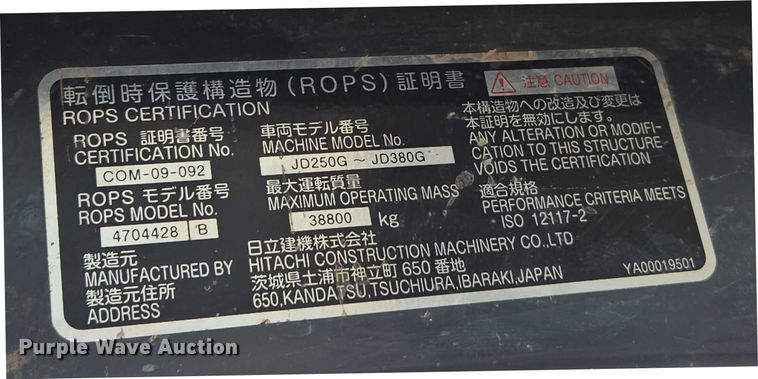 転倒時保護構造物 (ROPS) 証明書
ROPS CERTIFICATION
注意 CAUTION
ROPS 証明書番号
CERTIFICATION No.
COM-09-092
ROPS モデル番号
ROPS MODEL No.
4704428 B
車両モデル番号
MACHINE MODEL No.
JD250G ～ JD380G
最大運転質量
MAXIMUM OPERATING MASS
38800 kg
本構造物への改造及び変更は
本証明を無効にします。
ANY ALTERATION OR MODIFI-
CATION TO THIS STRUCTURE
VOIDS THE CERTIFICATION
適合規格
PERFORMANCE CRITERIA MEETS
ISO 12117-2
製造元
MANUFACTURED BY
製造元住所
ADDRESS
日立建機株式会社
HITACHI CONSTRUCTION MACHINERY CO.,LTD
茨城県土浦市神立町 650 番地
650,KANDATSU,TSUCHIURA,IBARAKI,JAPAN
YA00019501
Purple Wave Auction